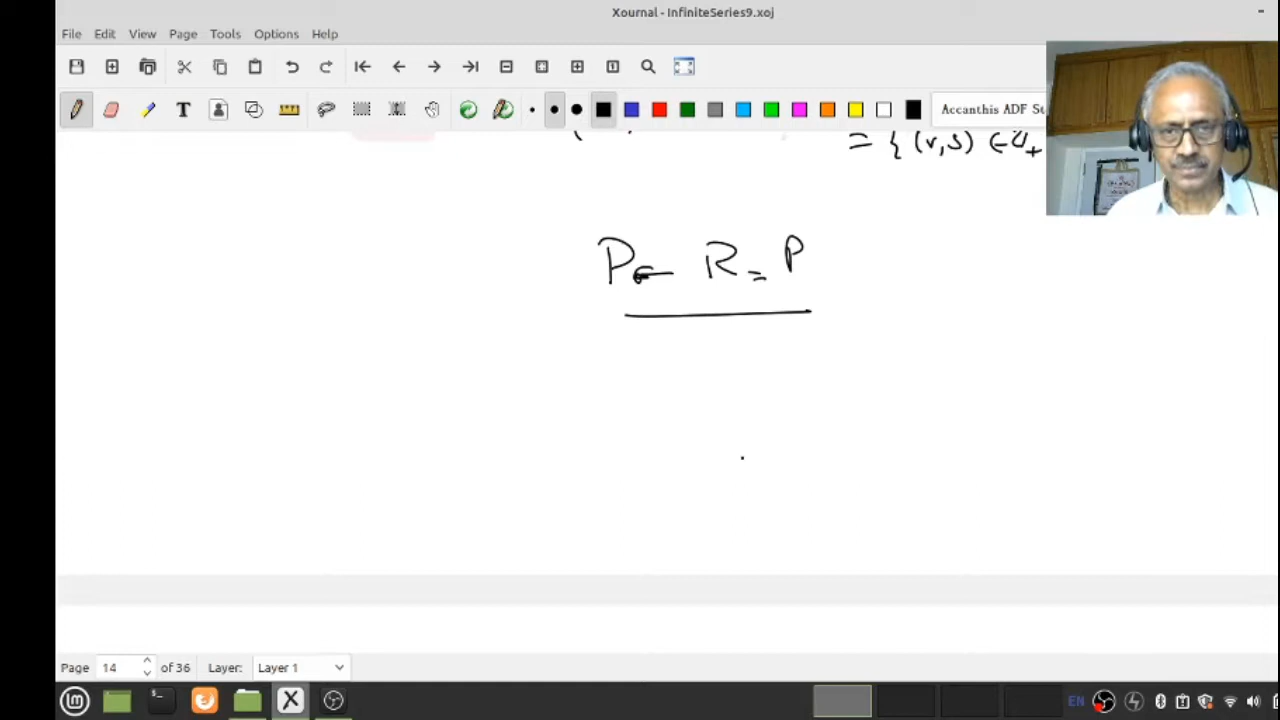 Xournal - InfiniteSeries9.xoj
File Edit View Page Tools Options Help
Accanthis ADF St
= { (r,s) ∈
P ← R = P
Page 14 of 36 Layer: Layer 1
EN